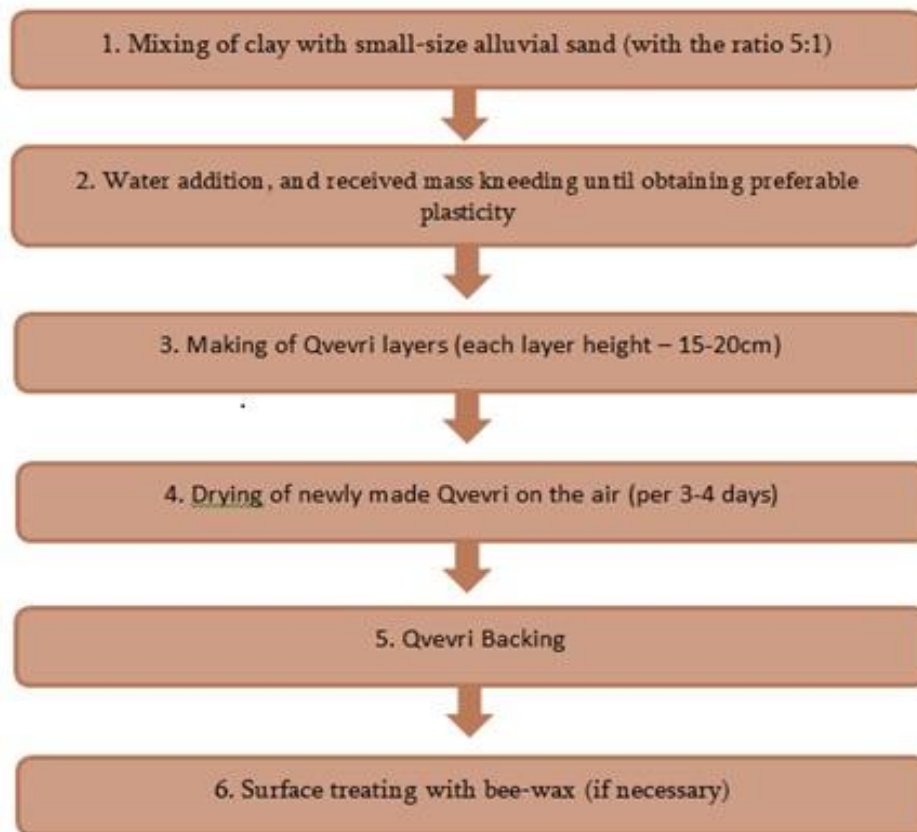 1. Mixing of clay with small-size alluvial sand (with the ratio 5:1)
2. Water addition, and received mass kneeding until obtaining preferable
plasticity
3. Making of Qvevri layers (each layer height – 15-20cm)
4. Drying of newly made Qvevri on the air (per 3-4 days)
5. Qvevri Backing
6. Surface treating with bee-wax (if necessary)